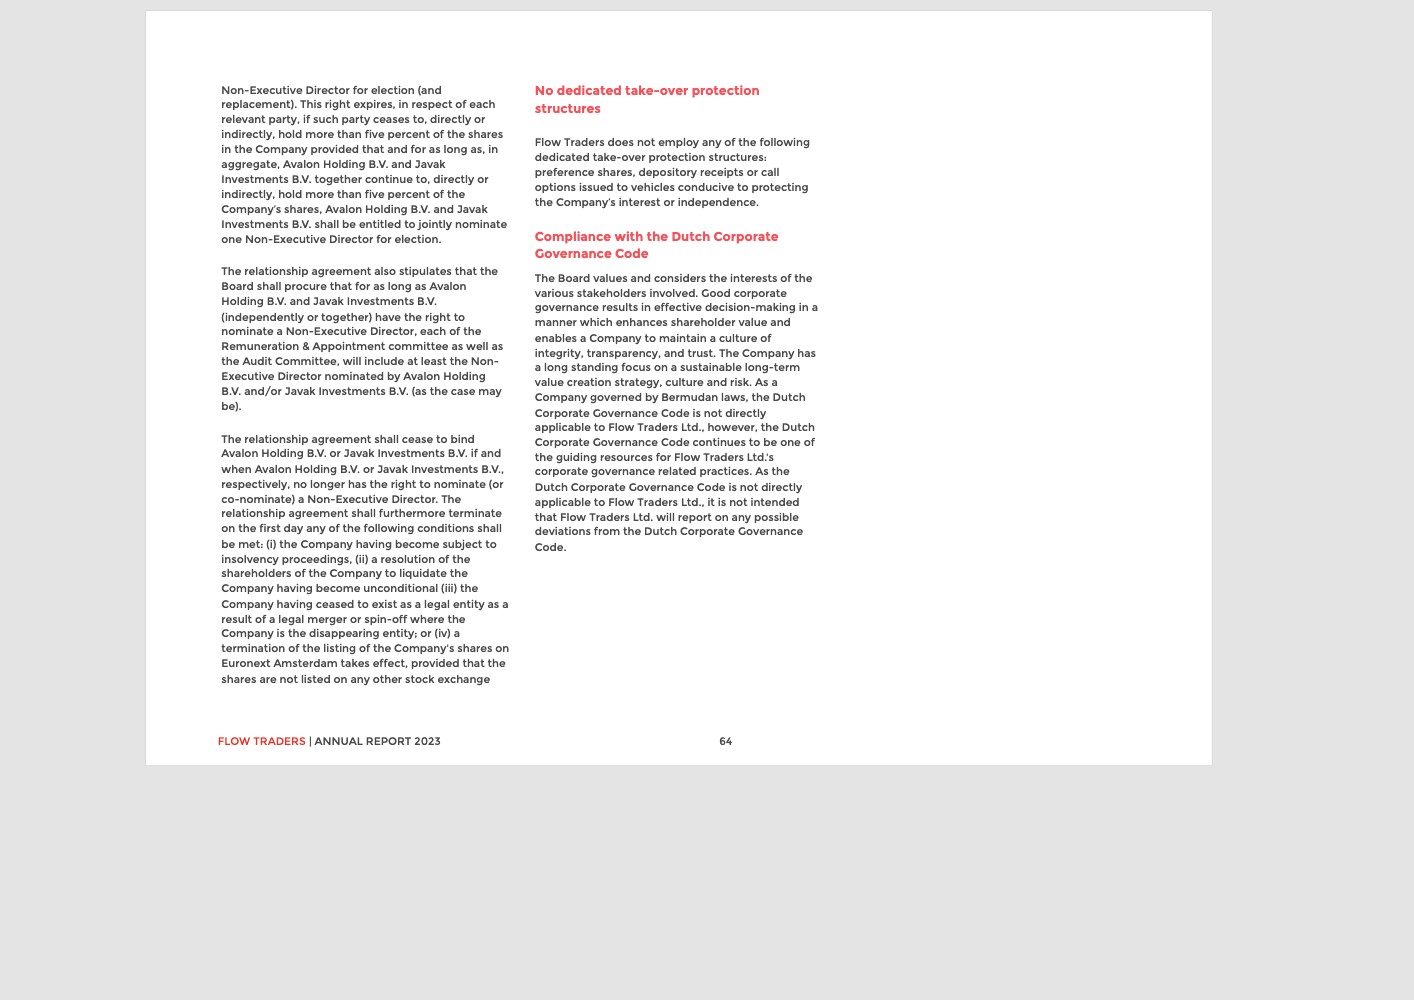 Non-Executive Director for election (and
replacement). This right expires, in respect of each
relevant party, if such party ceases to, directly or
indirectly, hold more than five percent of the shares
in the Company provided that and for as long as, in
aggregate, Avalon Holding B.V. and Javak
Investments B.V. together continue to, directly or
indirectly, hold more than five percent of the
Company's shares, Avalon Holding B.V. and Javak
Investments B.V. shall be entitled to jointly nominate
one Non-Executive Director for election.
The relationship agreement also stipulates that the
Board shall procure that for as long as Avalon
Holding B.V. and Javak Investments B.V.
(independently or together) have the right to
nominate a Non-Executive Director, each of the
Remuneration & Appointment committee as well as
the Audit Committee, will include at least the Non-
Executive Director nominated by Avalon Holding
B.V. and/or Javak Investments B.V. (as the case may
be).
The relationship agreement shall cease to bind
Avalon Holding B.V. or Javak Investments B.V. if and
when Avalon Holding B.V. or Javak Investments B.V.,
respectively, no longer has the right to nominate (or
co-nominate) a Non-Executive Director. The
relationship agreement shall furthermore terminate
on the first day any of the following conditions shall
be met: (i) the Company having become subject to
insolvency proceedings, (ii) a resolution of the
shareholders of the Company to liquidate the
Company having become unconditional (iii) the
Company having ceased to exist as a legal entity as a
result of a legal merger or spin-off where the
Company is the disappearing entity; or (iv) a
termination of the listing of the Company's shares on
Euronext Amsterdam takes effect, provided that the
shares are not listed on any other stock exchange
No dedicated take-over protection
structures
Flow Traders does not employ any of the following
dedicated take-over protection structures:
preference shares, depository receipts or call
options issued to vehicles conducive to protecting
the Company's interest or independence.
Compliance with the Dutch Corporate
Governance Code
The Board values and considers the interests of the
various stakeholders involved. Good corporate
governance results in effective decision-making in a
manner which enhances shareholder value and
enables a Company to maintain a culture of
integrity, transparency, and trust. The Company has
a long standing focus on a sustainable long-term
value creation strategy, culture and risk. As a
Company governed by Bermudan laws, the Dutch
Corporate Governance Code is not directly
applicable to Flow Traders Ltd., however, the Dutch
Corporate Governance Code continues to be one of
the guiding resources for Flow Traders Ltd.'s
corporate governance related practices. As the
Dutch Corporate Governance Code is not directly
applicable to Flow Traders Ltd., it is not intended
that Flow Traders Ltd. will report on any possible
deviations from the Dutch Corporate Governance
Code.
FLOW TRADERS | ANNUAL REPORT 2023
64